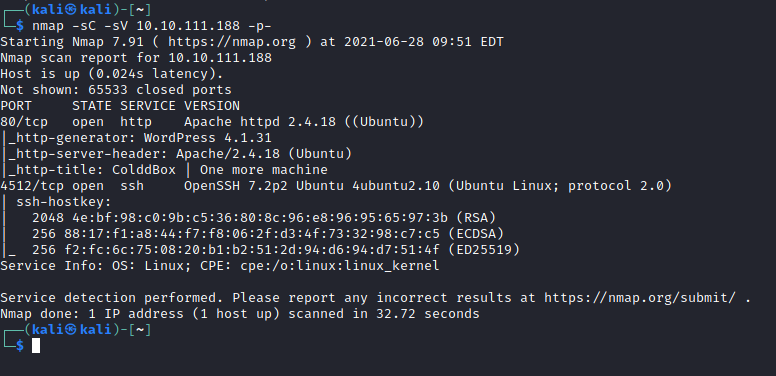 ┌──(kali㉿kali)-[~]
└─$ nmap -sC -sV 10.10.111.188 -p-
Starting Nmap 7.91 ( https://nmap.org ) at 2021-06-28 09:51 EDT
Nmap scan report for 10.10.111.188
Host is up (0.024s latency).
Not shown: 65533 closed ports
PORT     STATE SERVICE VERSION
80/tcp   open  http    Apache httpd 2.4.18 ((Ubuntu))
|_http-generator: WordPress 4.1.31
|_http-server-header: Apache/2.4.18 (Ubuntu)
|_http-title: ColddBox | One more machine
4512/tcp open  ssh     OpenSSH 7.2p2 Ubuntu 4ubuntu2.10 (Ubuntu Linux; protocol 2.0)
| ssh-hostkey:
|   2048 4e:bf:98:c0:9b:c5:36:80:8c:96:e8:96:95:65:97:3b (RSA)
|   256 88:17:f1:a8:44:f7:f8:06:2f:d3:4f:73:32:98:c7:c5 (ECDSA)
|_  256 f2:fc:6c:75:08:20:b1:b2:51:2d:94:d6:94:d7:51:4f (ED25519)
Service Info: OS: Linux; CPE: cpe:/o:linux:linux_kernel

Service detection performed. Please report any incorrect results at https://nmap.org/submit/ .
Nmap done: 1 IP address (1 host up) scanned in 32.72 seconds
┌──(kali㉿kali)-[~]
└─$